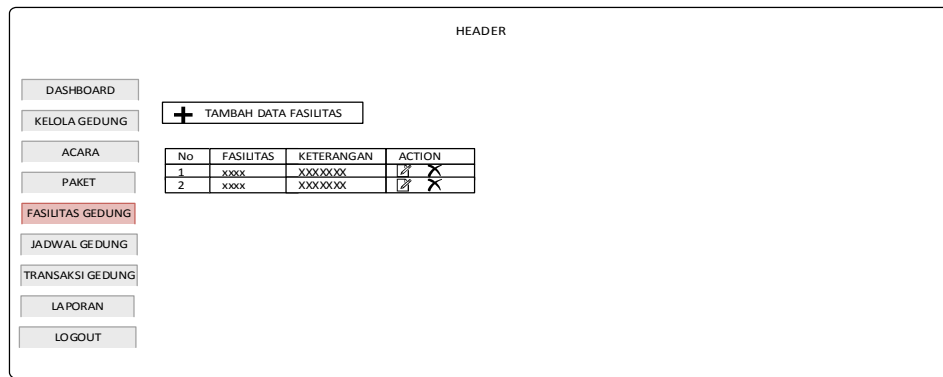 HEADER
DASHBOARD
KELOLA GEDUNG
ACARA
PAKET
FASILITAS GEDUNG
JADWAL GEDUNG
TRANSAKSI GEDUNG
LAPORAN
LOGOUT
TAMBAH DATA FASILITAS
No FASILITAS KETERANGAN ACTION
1 xxxx XXXXXXX
2 xxxx XXXXXXX